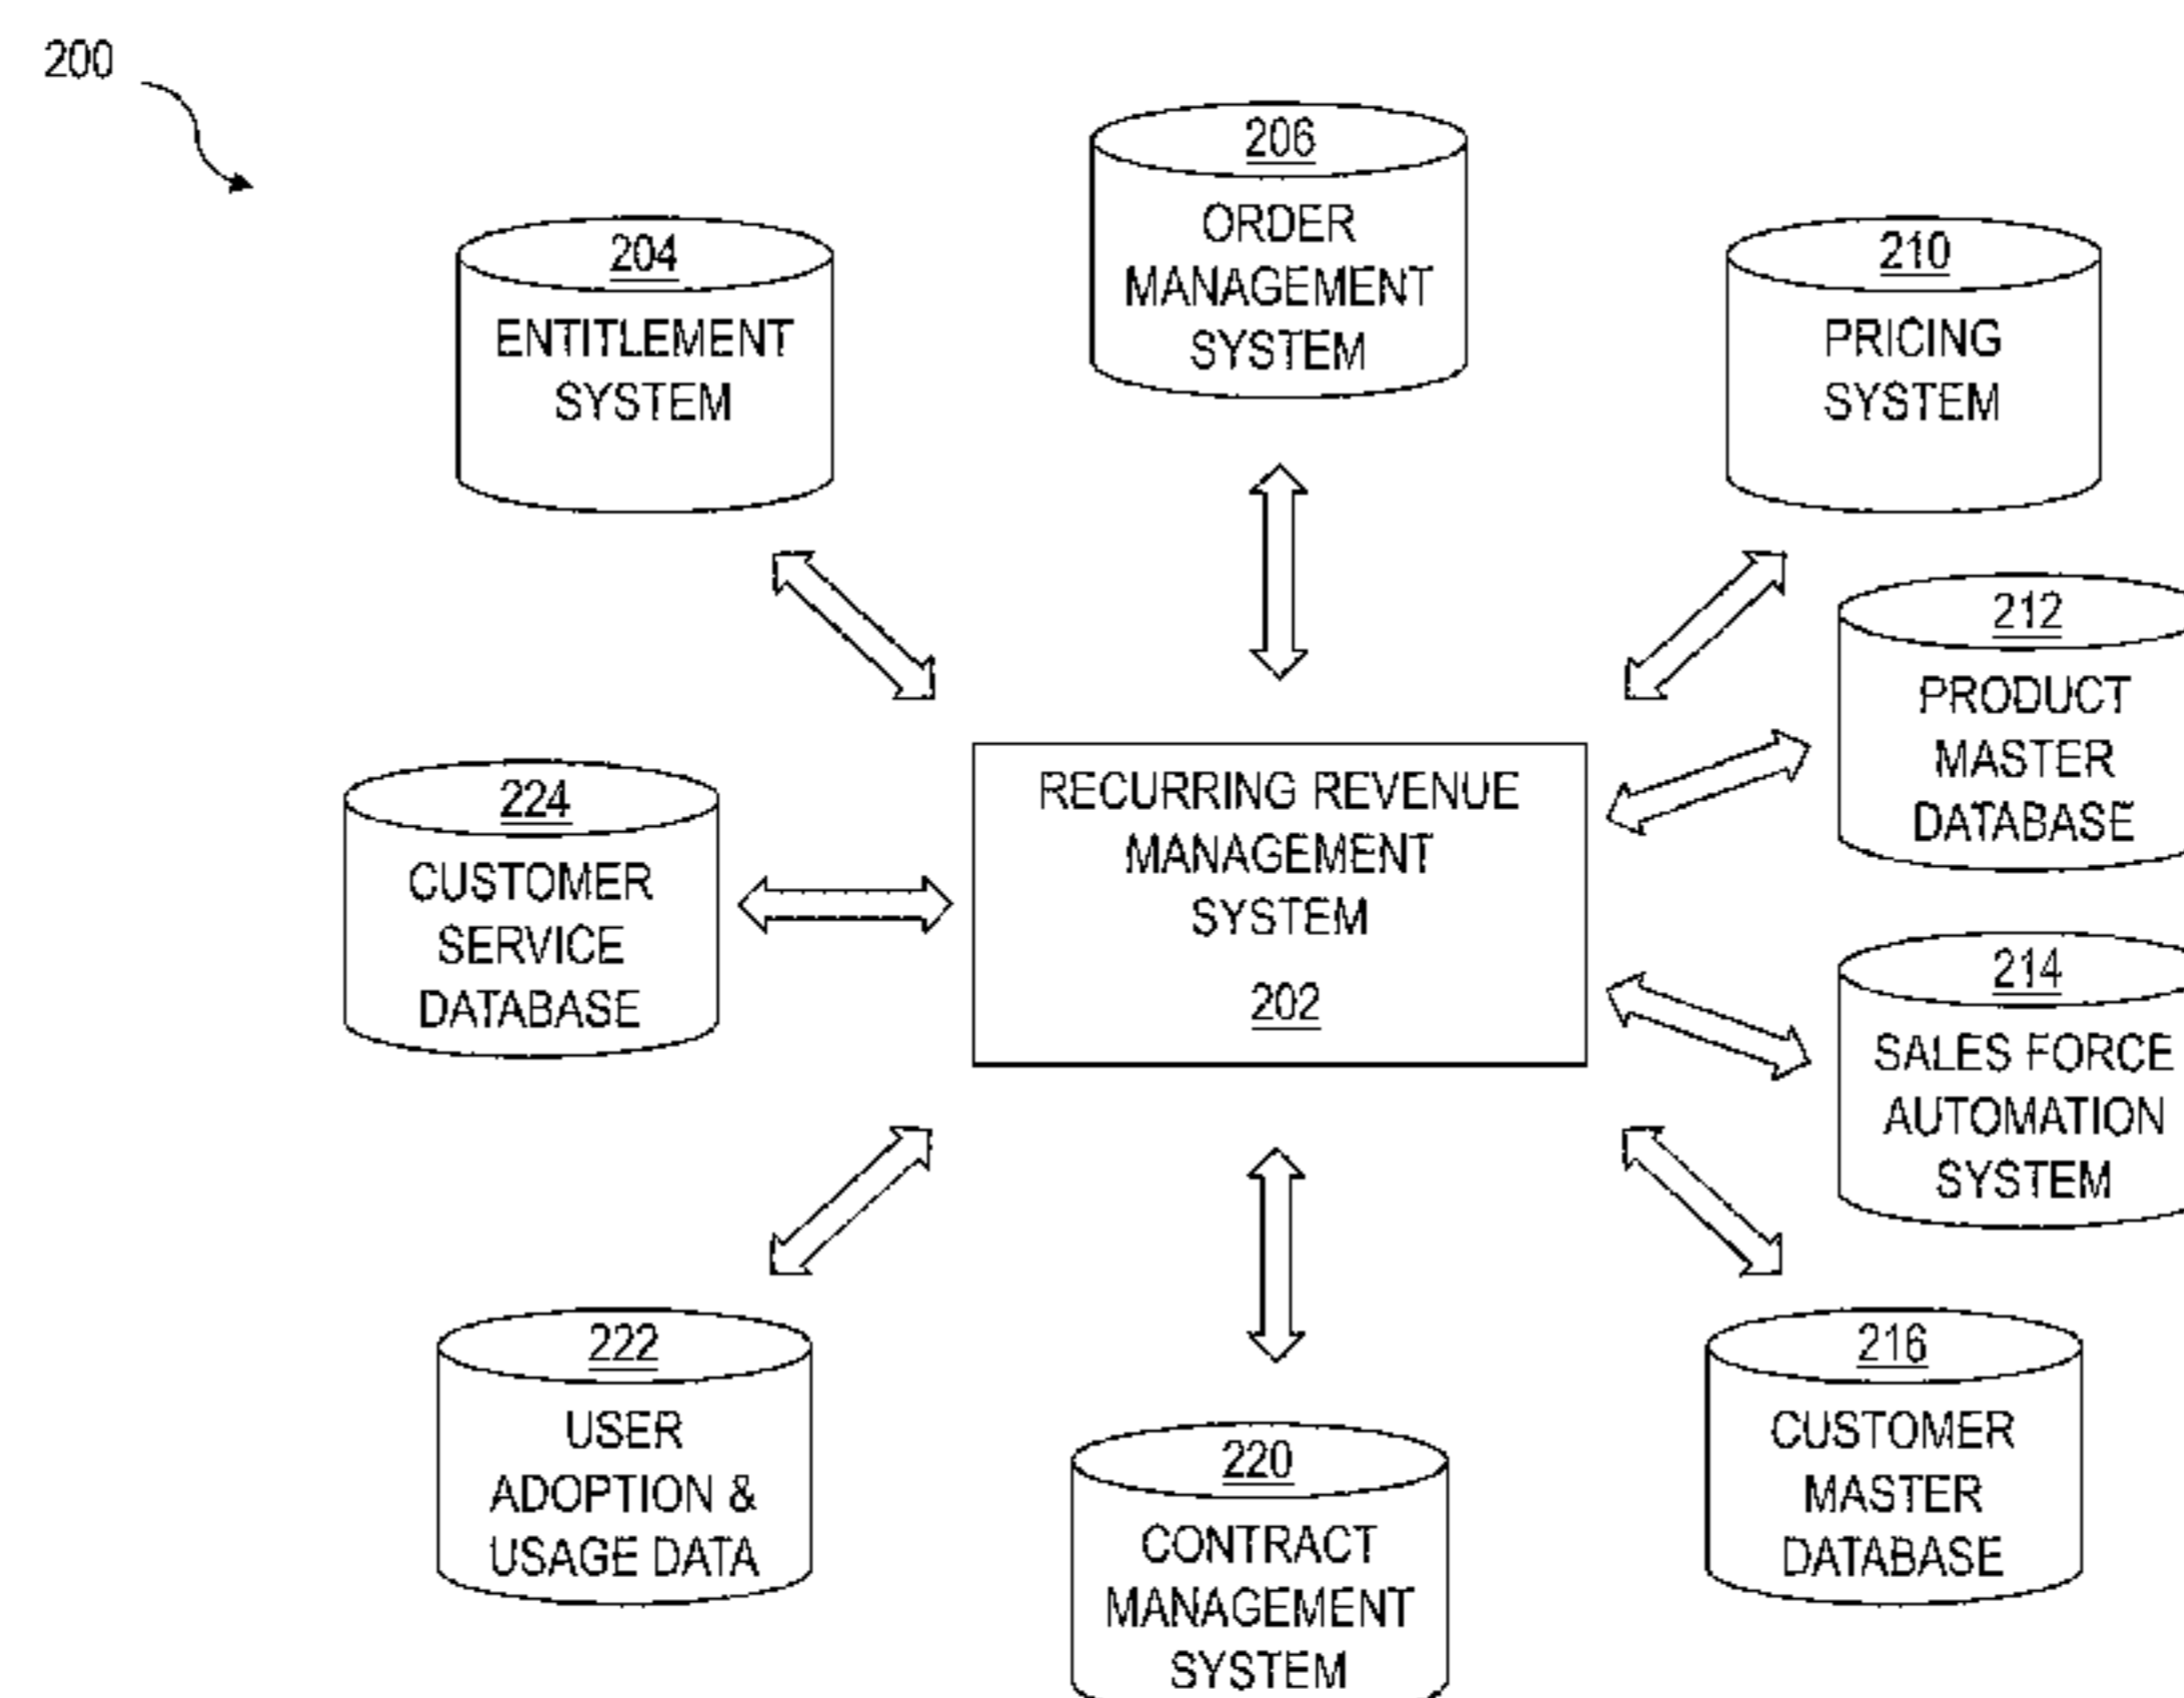 200
206
ORDER
MANAGEMENT
SYSTEM
204
ENTITLEMENT
SYSTEM
210
PRICING
SYSTEM
212
PRODUCT
MASTER
DATABASE
RECURRING REVENUE
MANAGEMENT
SYSTEM
202
224
CUSTOMER
SERVICE
DATABASE
214
SALES FORCE
AUTOMATION
SYSTEM
222
USER
ADOPTION &
USAGE DATA
220
CONTRACT
MANAGEMENT
SYSTEM
216
CUSTOMER
MASTER
DATABASE